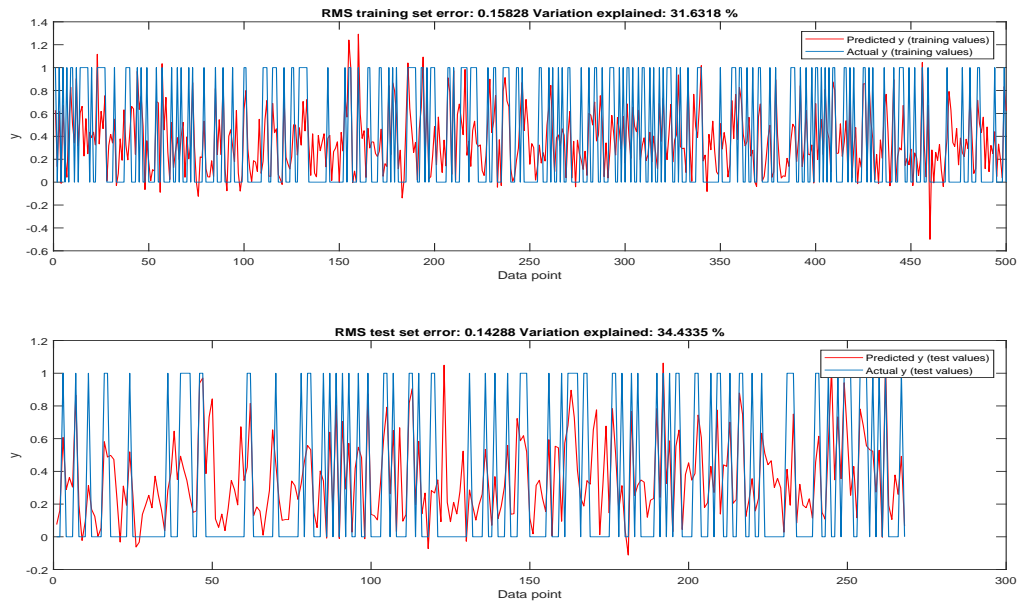 RMS training set error: 0.15828 Variation explained: 31.6318 %
1.4
1.2
1
0.8
0.6
0.4
0.2
0
-0.2
-0.4
-0.6
y
Predicted y (training values)
Actual y (training values)
0 50 100 150 200 250 300 350 400 450 500
Data point
RMS test set error: 0.14288 Variation explained: 34.4335 %
1.2
1
0.8
0.6
0.4
0.2
0
-0.2
y
Predicted y (test values)
Actual y (test values)
0 50 100 150 200 250 300
Data point